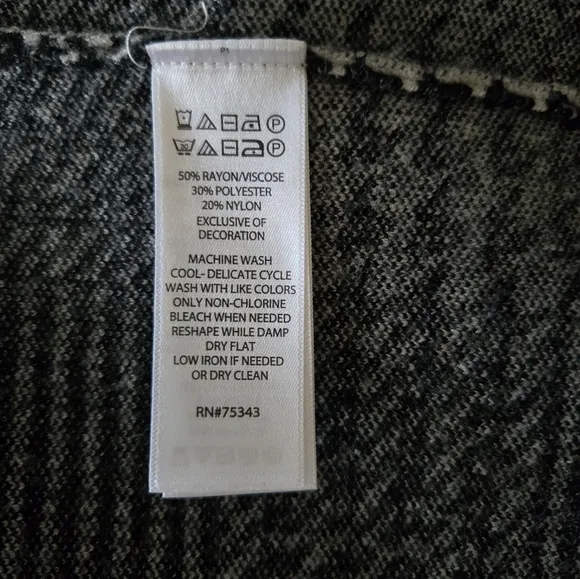 P
P
50% RAYON/VISCOSE
30% POLYESTER
20% NYLON
EXCLUSIVE OF
DECORATION
MACHINE WASH
COOL- DELICATE CYCLE
WASH WITH LIKE COLORS
ONLY NON-CHLORINE
BLEACH WHEN NEEDED
RESHAPE WHILE DAMP
DRY FLAT
LOW IRON IF NEEDED
OR DRY CLEAN
RN#75343